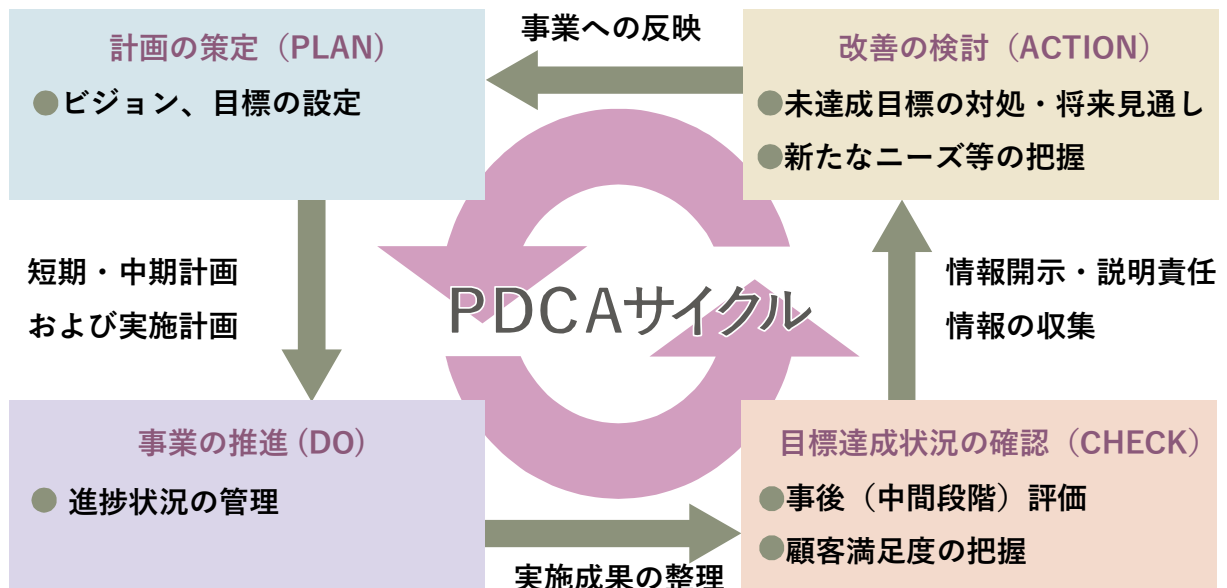 計画の策定（PLAN）
●ビジョン、目標の設定
事業への反映
改善の検討（ACTION）
●未達成目標の対処・将来見通し
●新たなニーズ等の把握
短期・中期計画
および実施計画
PDCAサイクル
情報開示・説明責任
情報の収集
事業の推進 (DO)
● 進捗状況の管理
実施成果の整理
目標達成状況の確認（CHECK）
●事後（中間段階）評価
●顧客満足度の把握